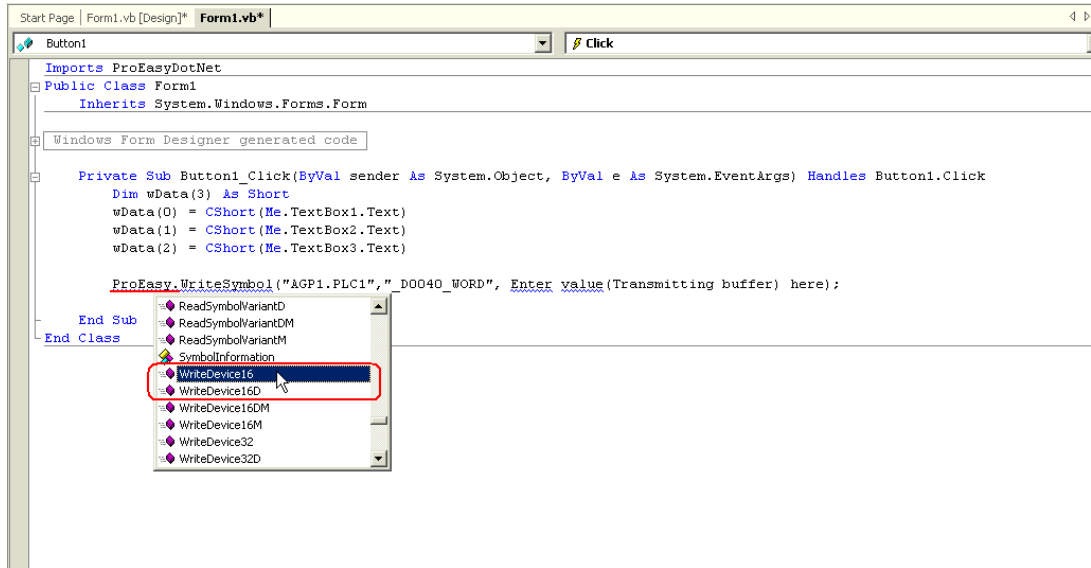 Start Page Form1.vb [Design]* Form1.vb*
Button1 Click
Imports ProEasyDotNet
Public Class Form1
Inherits System.Windows.Forms.Form
Windows Form Designer generated code
Private Sub Button1_Click(ByVal sender As System.Object, ByVal e As System.EventArgs) Handles Button1.Click
Dim wData(3) As Short
wData(0) = CShort(Me.TextBox1.Text)
wData(1) = CShort(Me.TextBox2.Text)
wData(2) = CShort(Me.TextBox3.Text)
ProEasy.WriteSymbol("AGP1.PLC1","_D0040_WORD", Enter value(Transmitting buffer) here);
ReadSymbolVariantD
End Sub
ReadSymbolVariantDM
End Class
ReadSymbolVariantM
SymbolInformation
WriteDevice16
WriteDevice16D
WriteDevice16DM
WriteDevice16M
WriteDevice32
WriteDevice32D